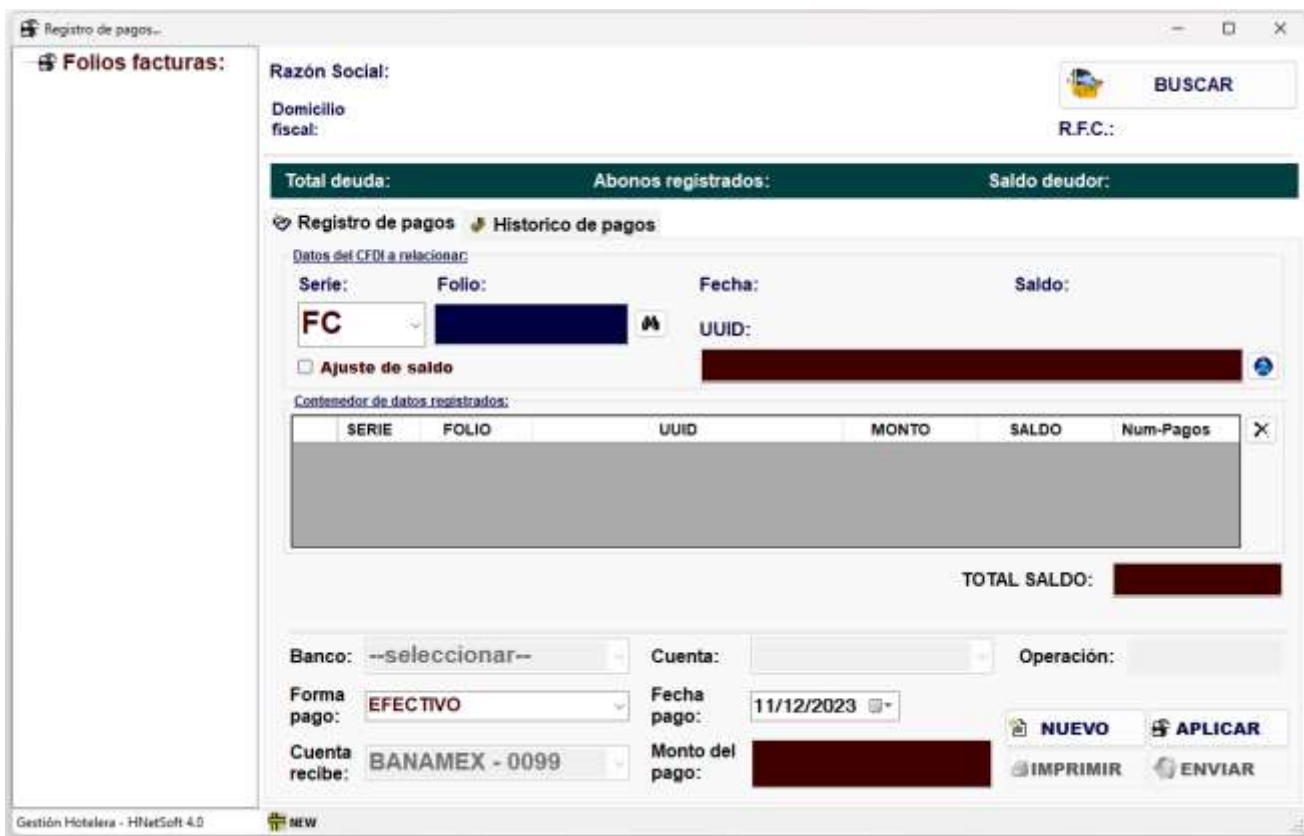 Registro de pagos...
Folios facturas:
Razón Social:
BUSCAR
Domicilio
fiscal:
R.F.C.:
Total deuda: Abonos registrados: Saldo deudor:
Registro de pagos Historico de pagos
Datos del CFDI a relacionar:
Serie: Folio: Fecha: Saldo:
FC
UUID:
Ajuste de saldo
Contenedor de datos registrados:
SERIE FOLIO UUID MONTO SALDO Num-Pagos
TOTAL SALDO:
Banco: --seleccionar-- Cuenta: Operación:
Forma
pago: EFECTIVO
Fecha
pago: 11/12/2023
NUEVO APLICAR
Cuenta
recibe: BANAMEX - 0099
Monto del
pago:
IMPRIMIR ENVIAR
Gestión Hotelera - HNetSoft 4.0 NEW